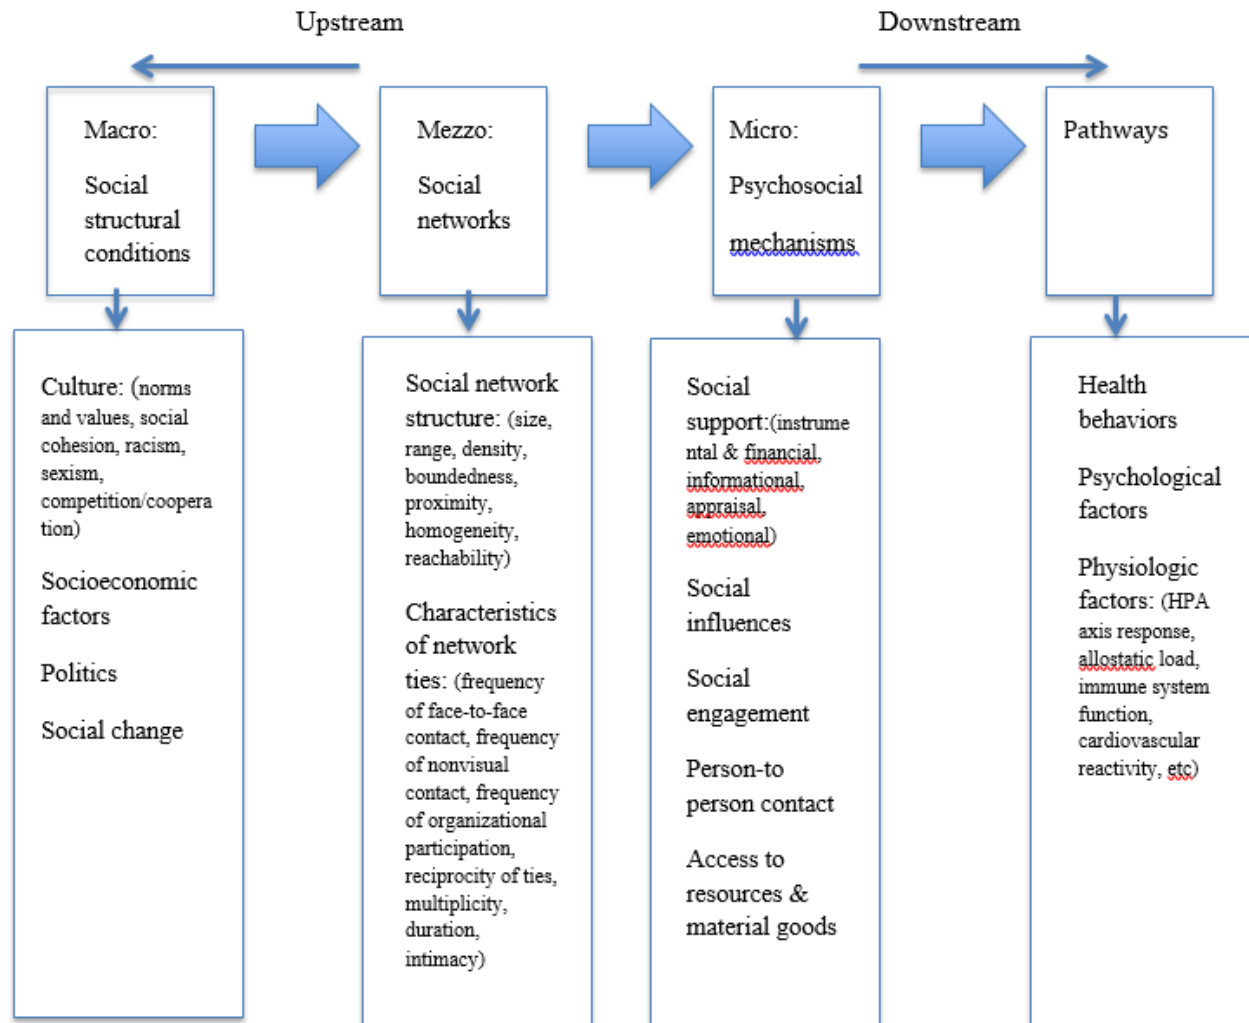 Upstream
Downstream
Macro:
Social
structural
conditions
Mezzo:
Social
networks
Micro:
Psychosocial
mechanisms
Pathways
Culture: (norms
and values, social
cohesion, racism,
sexism,
competition/coopera
tion)
Socioeconomic
factors
Politics
Social change
Social network
structure: (size,
range, density,
boundedness,
proximity,
homogeneity,
reachability)
Characteristics
of network
ties: (frequency
of face-to-face
contact, frequency
of nonvisual
contact, frequency
of organizational
participation,
reciprocity of ties,
multiplicity,
duration,
intimacy)
Social
support:(instrume
ntal & financial,
informational,
appraisal,
emotional)
Social
influences
Social
engagement
Person-to
person contact
Access to
resources &
material goods
Health
behaviors
Psychological
factors
Physiologic
factors: (HPA
axis response,
allostatic load,
immune system
function,
cardiovascular
reactivity, etc)